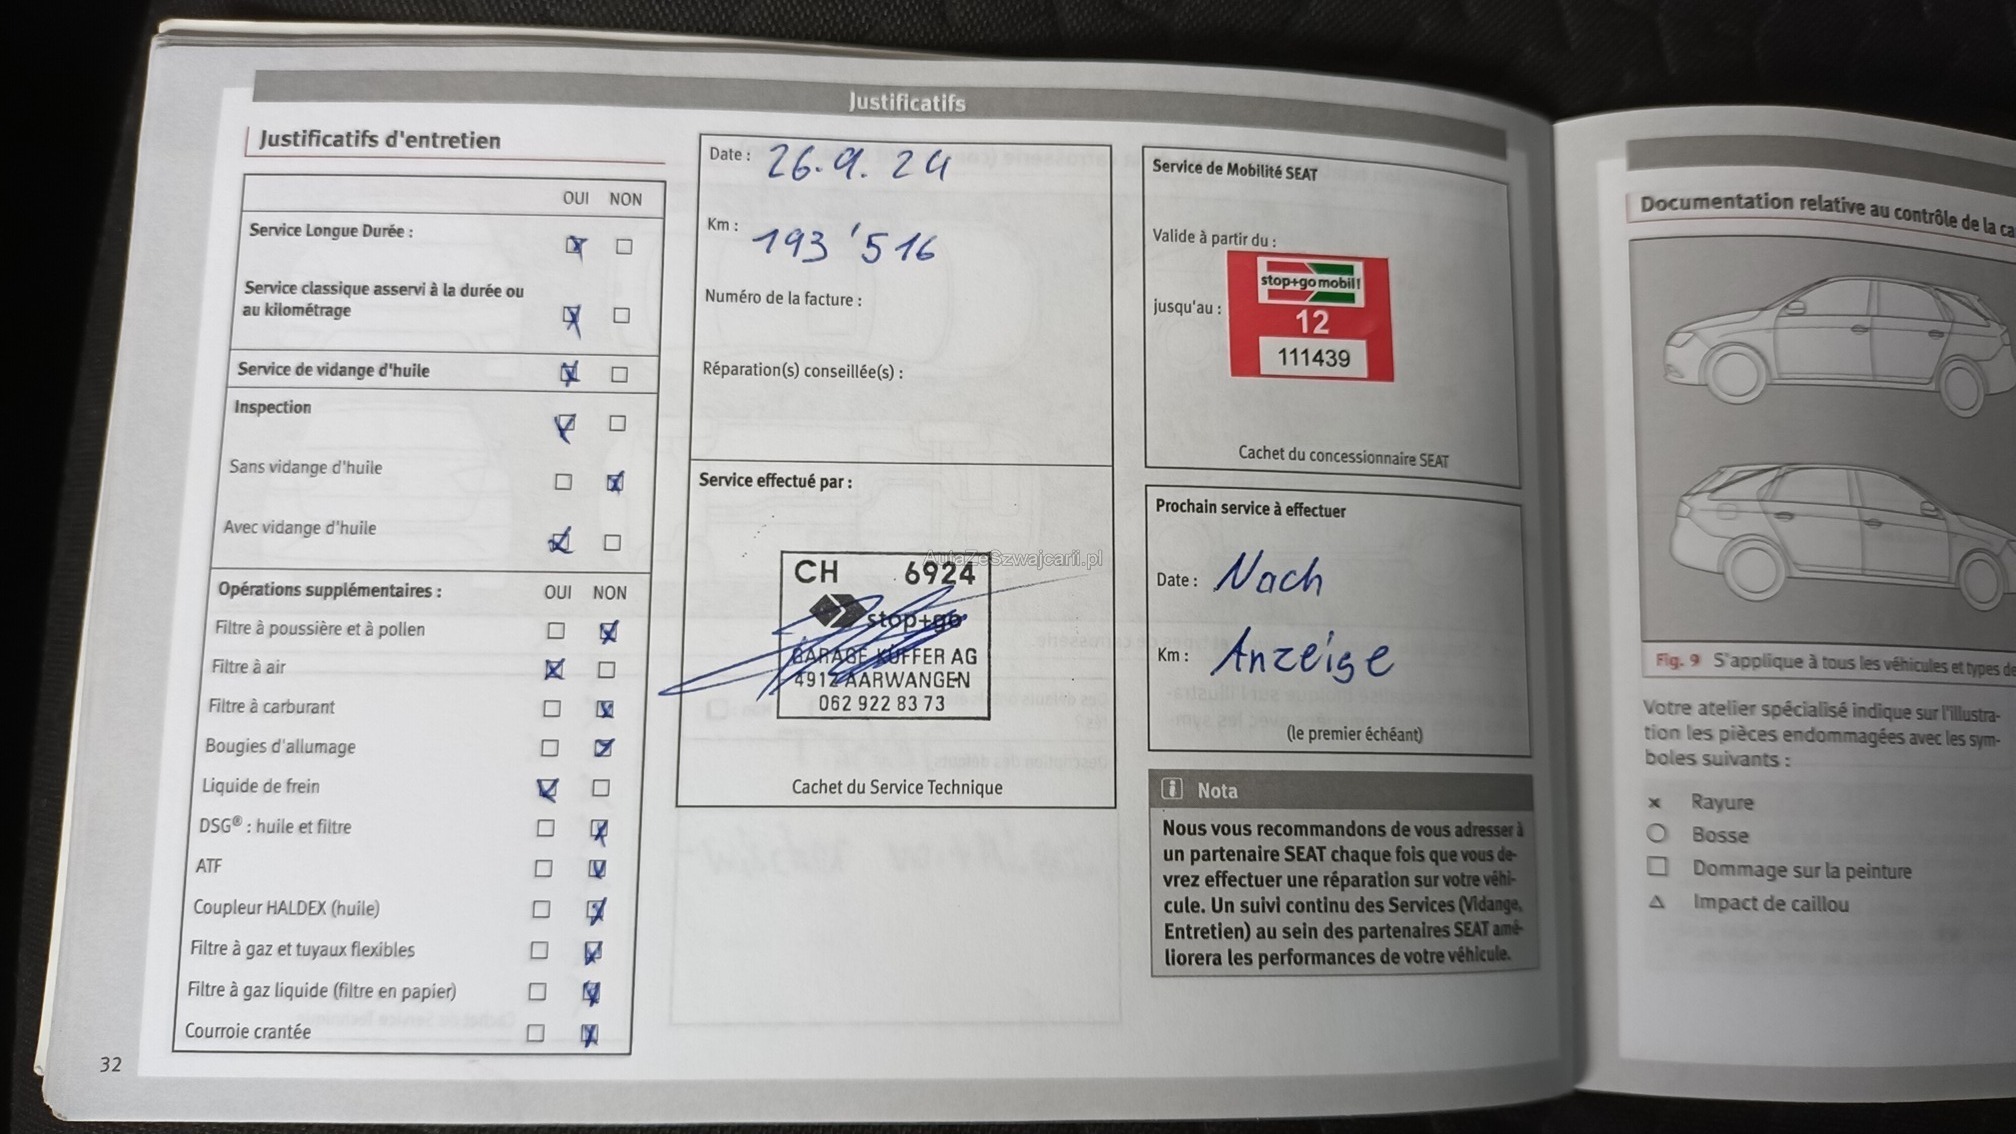 Justificatifs
Justificatifs d'entretien
OUI NON
Service Longue Durée :
Service classique asservi à la durée ou
au kilométrage
Service de vidange d'huile
Inspection
Sans vidange d'huile
Avec vidange d'huile
Opérations supplémentaires : OUI NON
Filtre à poussière et à pollen
Filtre à air
Filtre à carburant
Bougies d'allumage
Liquide de frein
DSG® : huile et filtre
ATF
Coupleur HALDEX (huile)
Filtre à gaz et tuyaux flexibles
Filtre à gaz liquide (filtre en papier)
Courroie crantée
32
Date : 26.9.24
Km : 193'516
Numéro de la facture :
Réparation(s) conseillée(s) :
Service effectué par :
AutaZeSzwajcarii.pl
CH 6924
stop+go
GARAGE KÜFFER AG
4912 AARWANGEN
062 922 83 73
Cachet du Service Technique
Service de Mobilité SEAT
Valide à partir du :
jusqu'au :
stop+go mobil!
12
111439
Cachet du concessionnaire SEAT
Prochain service à effectuer
Date : Nach
Km : Anzeige
(le premier échéant)
i Nota
Nous vous recommandons de vous adresser à
un partenaire SEAT chaque fois que vous de-
vrez effectuer une réparation sur votre véhi-
cule. Un suivi continu des Services (Vidange,
Entretien) au sein des partenaires SEAT amé-
liorera les performances de votre véhicule.
Documentation relative au contrôle de la
Fig. 9 S'applique à tous les véhicules et types de
Votre atelier spécialisé indique sur l'illustra-
tion les pièces endommagées avec les sym-
boles suivants :
× Rayure
○ Bosse
□ Dommage sur la peinture
△ Impact de caillou